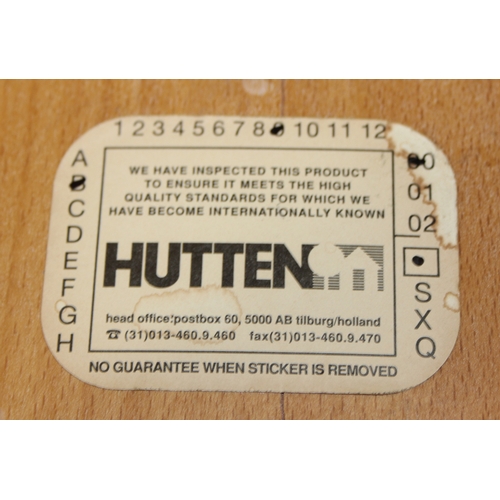 1 2 3 4 5 6 7 8 9 10 11 12
A
B
C
D
E
F
G
H
WE HAVE INSPECTED THIS PRODUCT
TO ENSURE IT MEETS THE HIGH
QUALITY STANDARDS FOR WHICH WE
HAVE BECOME INTERNATIONALLY KNOWN
HUTTEN
head office:postbox 60, 5000 AB tilburg/holland
☎ (31)013-460.9.460 fax(31)013-460.9.470
00
01
02
S
X
Q
NO GUARANTEE WHEN STICKER IS REMOVED